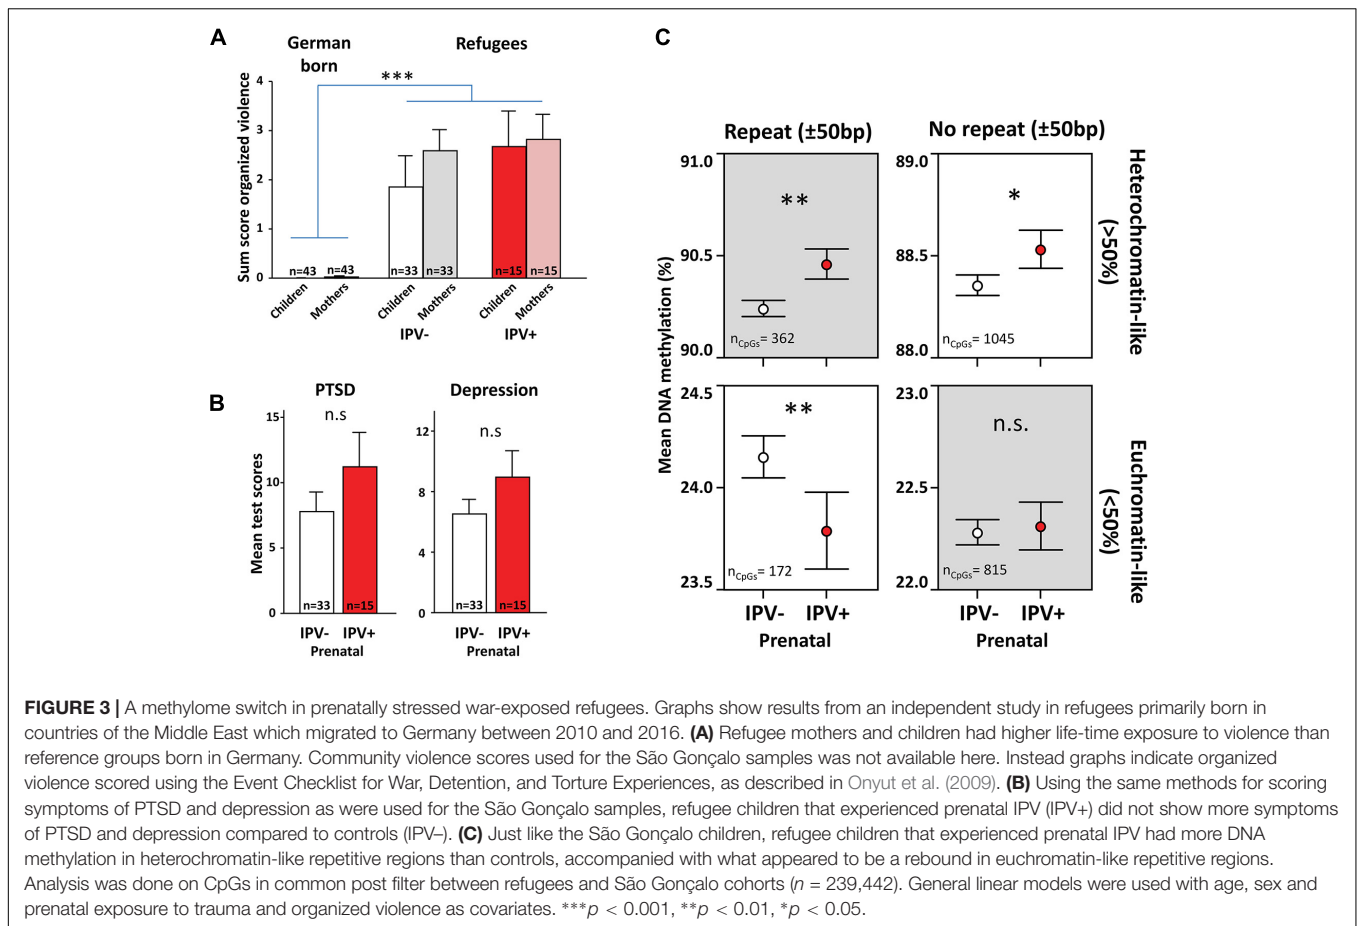 A
German
born
Refugees
***
Sum score organized violence
4
3
2
1
0
n=43
n=43
n=33
n=33
n=15
n=15
Children
Mothers
Children
Mothers
Children
Mothers
IPV-
IPV+
B
PTSD
n.s
Mean test scores
15
10
5
0
n=33
n=15
IPV-
IPV+
Prenatal
Depression
n.s
12
8
4
0
n=33
n=15
IPV-
IPV+
Prenatal
C
Repeat (±50bp)
No repeat (±50bp)
Mean DNA methylation (%)
91.0
90.5
90.0
**
nCpGs= 362
89.0
88.5
88.0
*
nCpGs= 1045
Heterochromatin-like
(>50%)
24.5
24.0
23.5
**
nCpGs= 172
23.0
22.5
22.0
n.s.
nCpGs= 815
Euchromatin-like
(<50%)
IPV-
IPV+
Prenatal
IPV-
IPV+
Prenatal
FIGURE 3 | A methylome switch in prenatally stressed war-exposed refugees. Graphs show results from an independent study in refugees primarily born in
countries of the Middle East which migrated to Germany between 2010 and 2016. (A) Refugee mothers and children had higher life-time exposure to violence than
reference groups born in Germany. Community violence scores used for the São Gonçalo samples was not available here. Instead graphs indicate organized
violence scored using the Event Checklist for War, Detention, and Torture Experiences, as described in Onyut et al. (2009). (B) Using the same methods for scoring
symptoms of PTSD and depression as were used for the São Gonçalo samples, refugee children that experienced prenatal IPV (IPV+) did not show more symptoms
of PTSD and depression compared to controls (IPV–). (C) Just like the São Gonçalo children, refugee children that experienced prenatal IPV had more DNA
methylation in heterochromatin-like repetitive regions than controls, accompanied with what appeared to be a rebound in euchromatin-like repetitive regions.
Analysis was done on CpGs in common post filter between refugees and São Gonçalo cohorts (n = 239,442). General linear models were used with age, sex and
prenatal exposure to trauma and organized violence as covariates. ***p < 0.001, **p < 0.01, *p < 0.05.